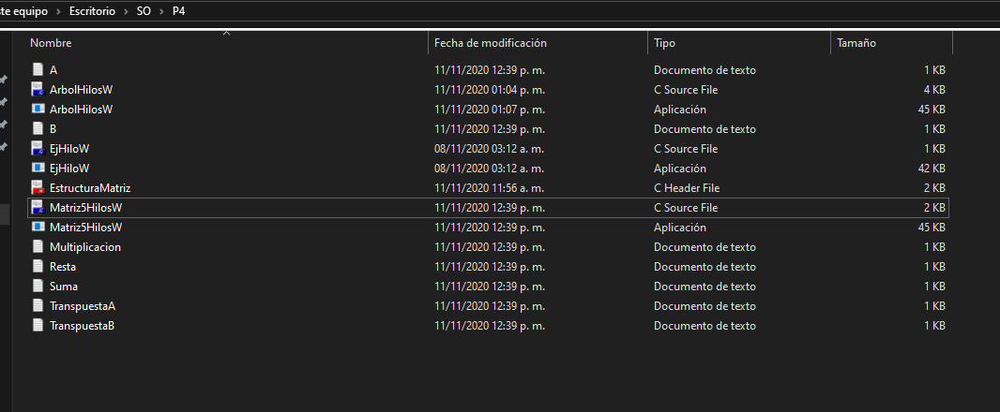 ste equipo > Escritorio > SO > P4
Nombre Fecha de modificación Tipo Tamaño
A 11/11/2020 12:39 p. m. Documento de texto 1 KB
ArbolHilosW 11/11/2020 01:04 p. m. C Source File 4 KB
ArbolHilosW 11/11/2020 01:07 p. m. Aplicación 45 KB
B 11/11/2020 12:39 p. m. Documento de texto 1 KB
EjHiloW 08/11/2020 03:12 a. m. C Source File 1 KB
EjHiloW 08/11/2020 03:12 a. m. Aplicación 42 KB
EstructuraMatriz 11/11/2020 11:56 a. m. C Header File 2 KB
Matriz5HilosW 11/11/2020 12:39 p. m. C Source File 2 KB
Matriz5HilosW 11/11/2020 12:39 p. m. Aplicación 45 KB
Multiplicacion 11/11/2020 12:39 p. m. Documento de texto 1 KB
Resta 11/11/2020 12:39 p. m. Documento de texto 1 KB
Suma 11/11/2020 12:39 p. m. Documento de texto 1 KB
TranspuestaA 11/11/2020 12:39 p. m. Documento de texto 1 KB
TranspuestaB 11/11/2020 12:39 p. m. Documento de texto 1 KB